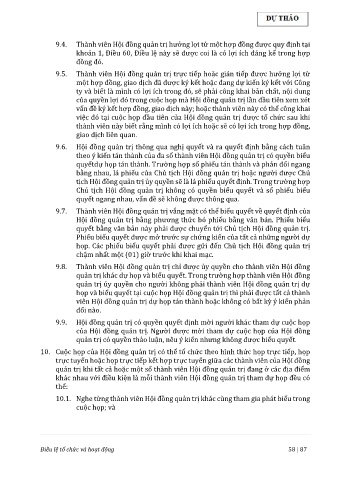 DỰ THẢO
9.4. Thành viên Hội đồng quản trị hưởng lợi từ một hợp đồng được quy định tại
khoản 1, Điều 60, Điều lệ này sẽ được coi là có lợi ích đáng kể trong hợp
đồng đó.
9.5. Thành viên Hội đồng quản trị trực tiếp hoặc gián tiếp được hưởng lợi từ
một hợp đồng, giao dịch đã được ký kết hoặc đang dự kiến ký kết với Công
ty và biết là mình có lợi ích trong đó, sẽ phải công khai bản chất, nội dung
của quyền lợi đó trong cuộc họp mà Hội đồng quản trị lần đầu tiên xem xét
vấn đề ký kết hợp đồng, giao dịch này; hoặc thành viên này có thể công khai
việc đó tại cuộc họp đầu tiên của Hội đồng quản trị được tổ chức sau khi
thành viên này biết rằng mình có lợi ích hoặc sẽ có lợi ích trong hợp đồng,
giao dịch liên quan.
9.6. Hội đồng quản trị thông qua nghị quyết và ra quyết định bằng cách tuân
theo ý kiến tán thành của đa số thành viên Hội đồng quản trị có quyền biểu
quyếtdự họp tán thành. Trường hợp số phiếu tán thành và phản đối ngang
bằng nhau, lá phiếu của Chủ tịch Hội đồng quản trị hoặc người được Chủ
tịch Hội đồng quản trị ủy quyền sẽ là lá phiếu quyết định. Trong trường hợp
Chủ tịch Hội đồng quản trị không có quyền biểu quyết và số phiếu biểu
quyết ngang nhau, vấn đề sẽ không được thông qua.
9.7. Thành viên Hội đồng quản trị vắng mặt có thể biểu quyết về quyết định của
Hội đồng quản trị bằng phương thức bỏ phiếu bằng văn bản. Phiếu biểu
quyết bằng văn bản này phải được chuyển tới Chủ tịch Hội đồng quản trị.
Phiếu biểu quyết được mở trước sự chứng kiến của tất cả những người dự
họp. Các phiếu biểu quyết phải được gửi đến Chủ tịch Hội đồng quản trị
chậm nhất một (01) giờ trước khi khai mạc.
9.8. Thành viên Hội đồng quản trị chỉ được ủy quyền cho thành viên Hội đồng
quản trị khác dự họp và biểu quyết. Trong trường hợp thành viên Hội đồng
quản trị ủy quyền cho người không phải thành viên Hội đồng quản trị dự
họp và biểu quyết tại cuộc họp Hội đồng quản trị thì phải được tất cả thành
viên Hội đồng quản trị dự họp tán thành hoặc không có bất kỳ ý kiến phản
đối nào.
9.9. Hội đồng quản trị có quyền quyết định mời người khác tham dự cuộc họp
của Hội đồng quản trị. Người được mời tham dự cuộc họp của Hội đồng
quản trị có quyền thảo luận, nêu ý kiến nhưng không được biểu quyết.
10. Cuộc họp của Hội đồng quản trị có thể tổ chức theo hình thức họp trực tiếp, họp
trực tuyến hoặc họp trực tiếp kết hợp trực tuyến giữa các thành viên của Hội đồng
quản trị khi tất cả hoặc một số thành viên Hội đồng quản trị đang ở các địa điểm
khác nhau với điều kiện là mỗi thành viên Hội đồng quản trị tham dự họp đều có
thể:
10.1. Nghe từng thành viên Hội đồng quản trị khác cùng tham gia phát biểu trong
cuộc họp; và
Điều lệ tổ chức và hoạt động 58 | 87